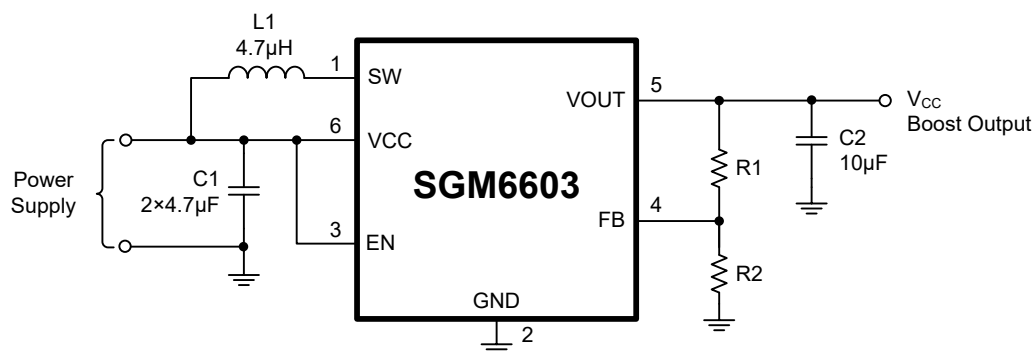 L1
4.7µH
1
SW
5
VOUT
V_CC
Boost Output
6
VCC
C2
10µF
R1
Power
Supply
C1
2×4.7µF
SGM6603
4
FB
3
EN
R2
GND
2